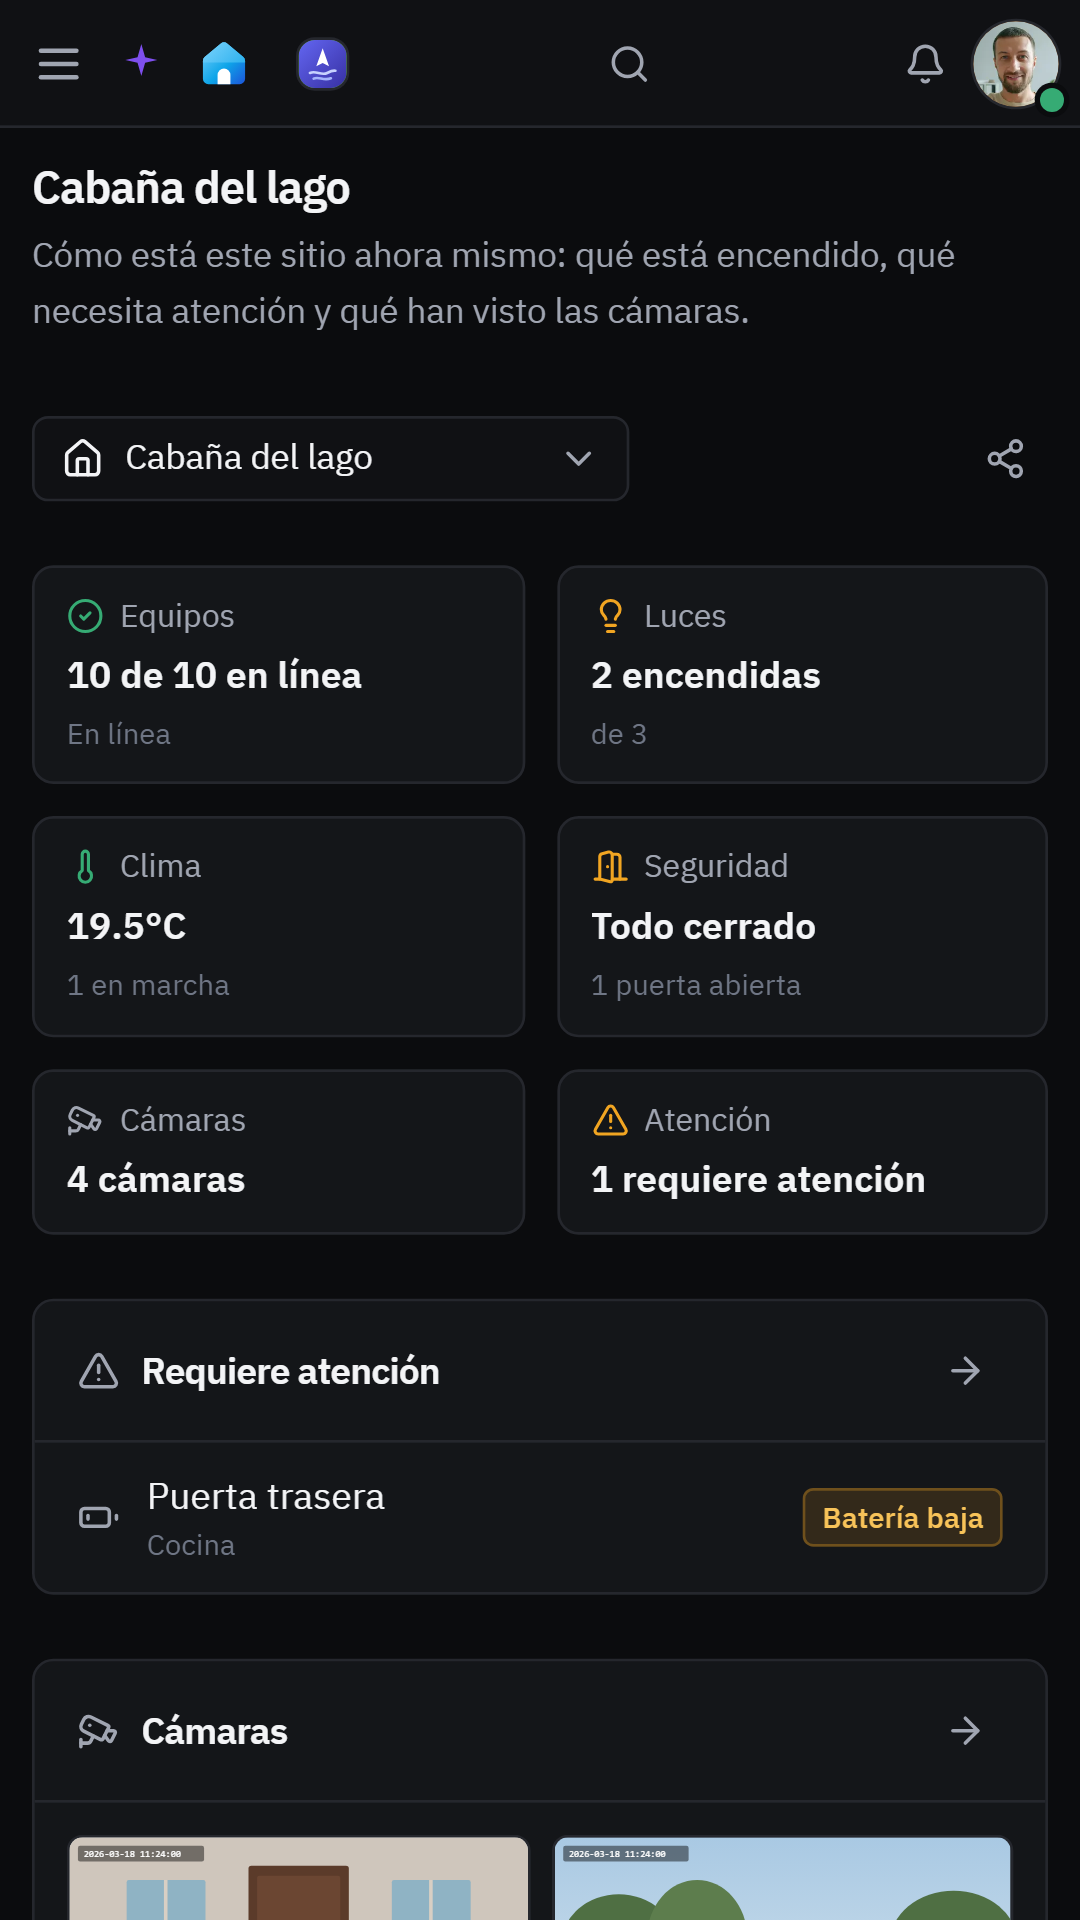 Cabaña del lago
Cómo está este sitio ahora mismo: qué está encendido, qué
necesita atención y qué han visto las cámaras.
Cabaña del lago
Equipos
10 de 10 en línea
En línea
Luces
2 encendidas
de 3
Clima
19.5°C
1 en marcha
Seguridad
Todo cerrado
1 puerta abierta
Cámaras
4 cámaras
Atención
1 requiere atención
Requiere atención
Puerta trasera
Cocina
Batería baja
Cámaras
2026-03-18 11:24:00
2026-03-18 11:24:00